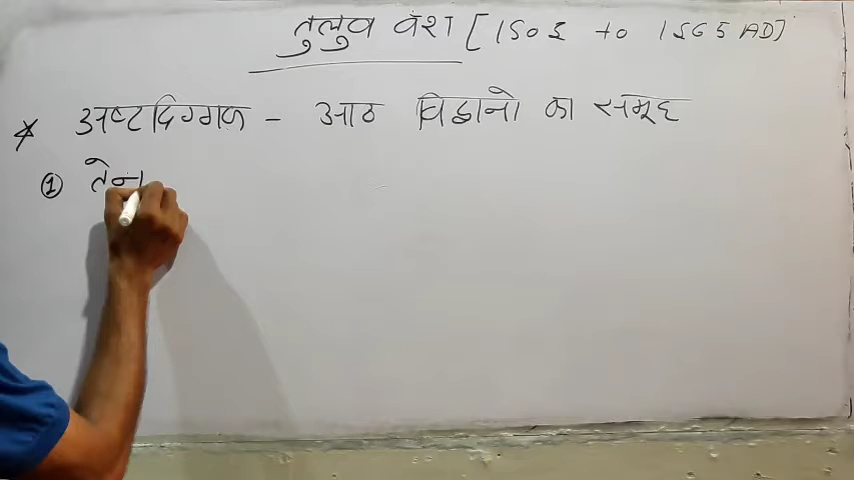 तुलुव वंश [1505 to 1565 AD]
* अष्टदिग्गज - आठ विद्वानो का समूह
① तेन